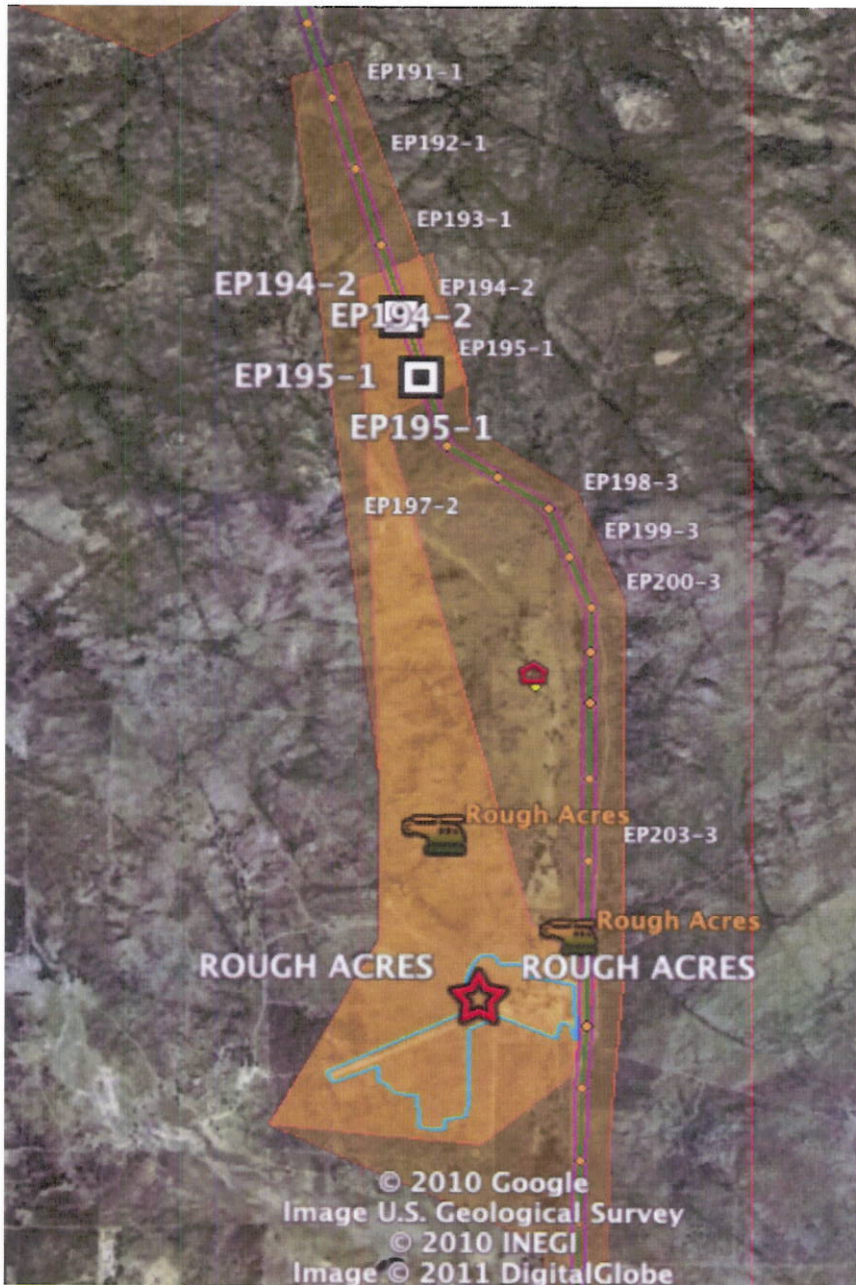 EP191-1
EP192-1
EP193-1
EP194-2
EP194-2
EP194-2
EP195-1
EP195-1
EP195-1
EP198-3
EP197-2
EP199-3
EP200-3
Rough Acres
EP203-3
Rough Acres
ROUGH ACRES
ROUGH ACRES
© 2010 Google
Image U.S. Geological Survey
© 2010 INEGI
Image © 2011 DigitalGlobe